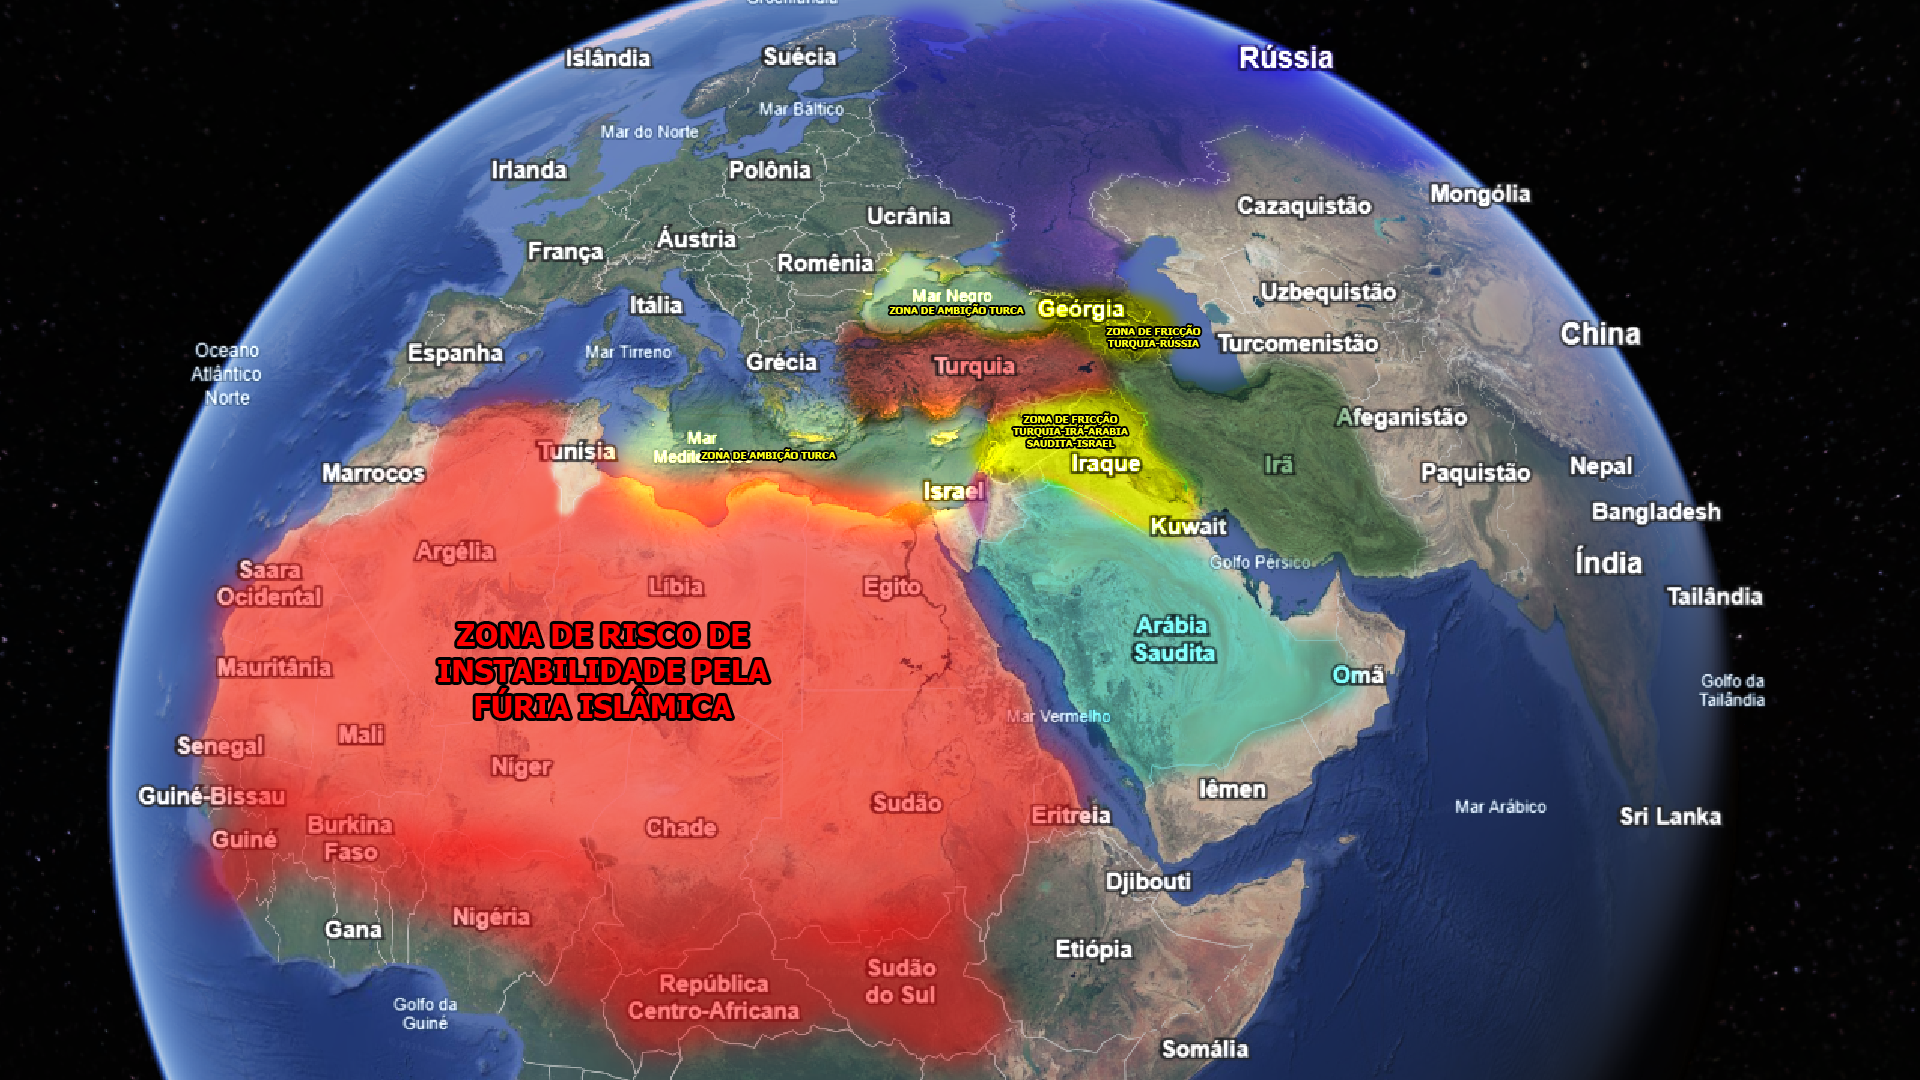 Groenlândia
Islândia
Suécia
Rússia
Mar Báltico
Mar do Norte
Irlanda
Polônia
Mongólia
Cazaquistão
Ucrânia
Áustria
França
Romênia
Uzbequistão
Mar Negro
ZONA DE AMBIÇÃO TURCA
Geórgia
Itália
ZONA DE FRICÇÃO
TURQUIA-RÚSSIA
China
Turcomenistão
Oceano
Atlântico
Norte
Espanha
Mar Tirreno
Grécia
Turquia
Afeganistão
ZONA DE FRICÇÃO
TURQUIA-IRÃ-ARÁBIA
SAUDITA-ISRAEL
Mar
ZONA DE AMBIÇÃO TURCA
Tunísia
Marrocos
Iraque
Irã
Paquistão
Nepal
Israel
Bangladesh
Kuwait
Golfo Pérsico
Índia
Argélia
Saara
Ocidental
Líbia
Egito
Tailândia
ZONA DE RISCO DE
INSTABILIDADE PELA
FÚRIA ISLÂMICA
Arábia
Saudita
Mauritânia
Omã
Golfo da
Tailândia
Mar Vermelho
Senegal
Mali
Níger
Guiné-Bissau
Iêmen
Sudão
Mar Arábico
Eritreia
Sri Lanka
Guiné
Burkina
Faso
Chade
Djibouti
Nigéria
Gana
Etiópia
República
Centro-Africana
Sudão
do Sul
Golfo da
Guiné
Somália